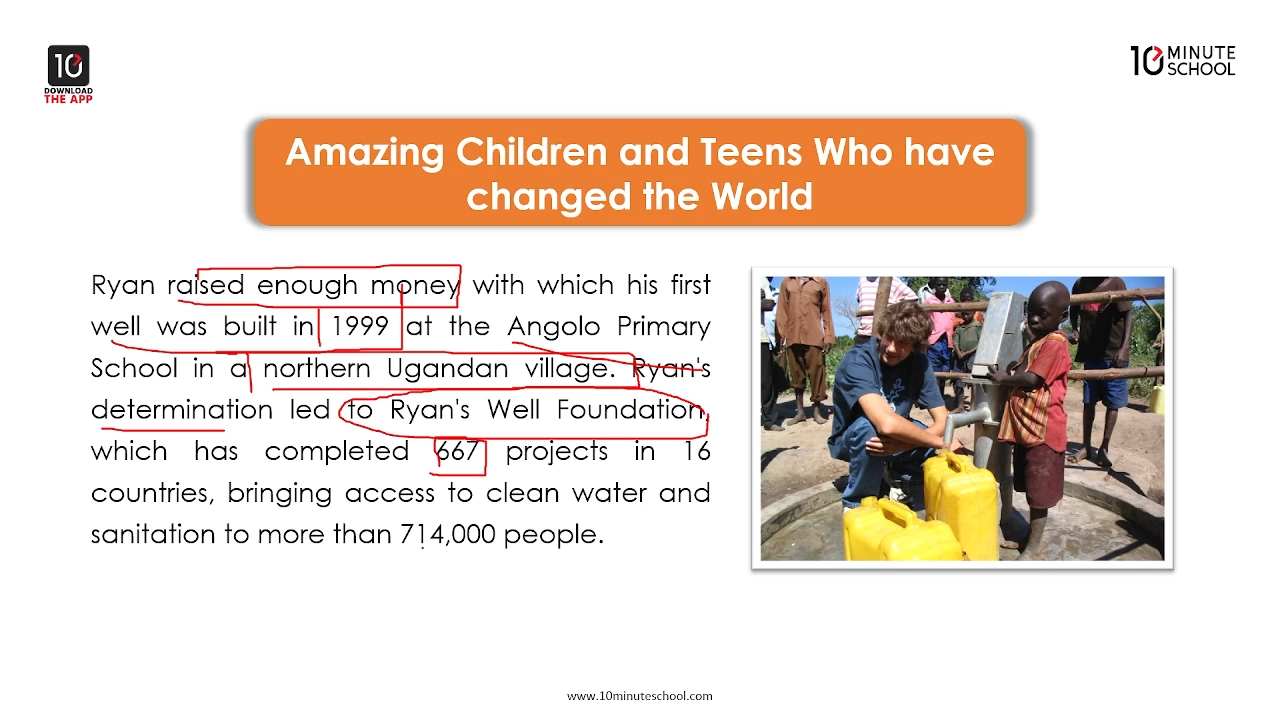 10
DOWNLOAD
THE APP
10 MINUTE
SCHOOL
Amazing Children and Teens Who have
changed the World
Ryan raised enough money with which his first
well was built in 1999 at the Angolo Primary
School in a northern Ugandan village. Ryan's
determination led to Ryan's Well Foundation,
which has completed 667 projects in 16
countries, bringing access to clean water and
sanitation to more than 714,000 people.
www.10minuteschool.com